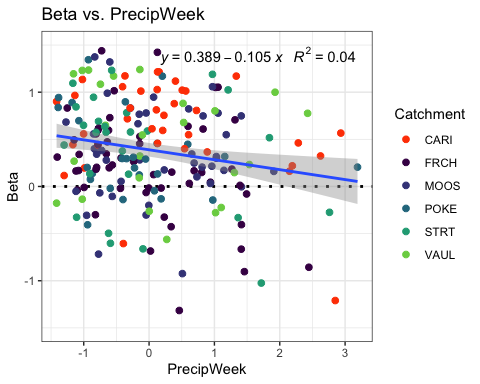 Beta vs. PrecipWeek
y = 0.389 – 0.105 x R² = 0.04
1
0
-1
Beta
-1 0 1 2 3
PrecipWeek
Catchment
CARI
FRCH
MOOS
POKE
STRT
VAUL